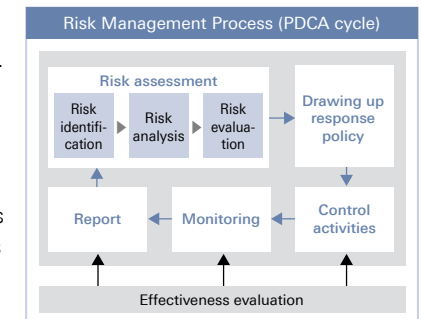 Risk Management Process (PDCA cycle)
Risk assessment
Risk
identifi-
cation
Risk
analysis
Risk
evalua-
tion
Drawing up
response
policy
Report
Monitoring
Control
activities
Effectiveness evaluation